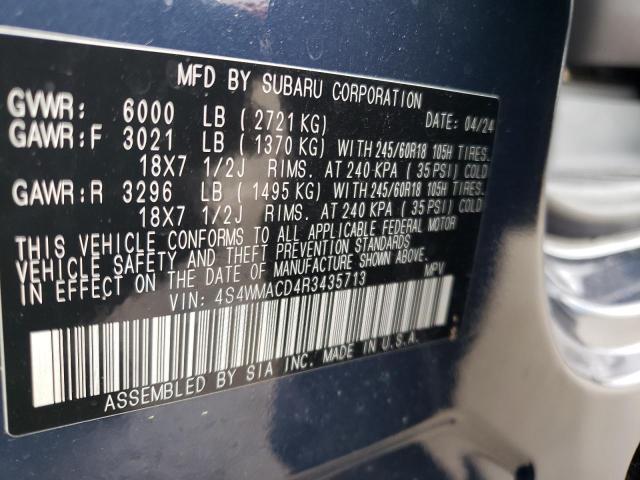 MFD BY SUBARU CORPORATION
GVWR: 6000 LB ( 2721 KG) DATE: 04/24
GAWR:F 3021 LB ( 1370 KG) WITH 245/60R18 105H TIRES,
18X7 1/2J RIMS. AT 240 KPA ( 35 PSI) COLD
GAWR:R 3296 LB ( 1495 KG) WITH 245/60R18 105H TIRES,
18X7 1/2J RIMS. AT 240 KPA ( 35 PSI) COLD
THIS VEHICLE CONFORMS TO ALL APPLICABLE FEDERAL MOTOR
VEHICLE SAFETY AND THEFT PREVENTION STANDARDS
IN EFFECT ON THE DATE OF MANUFACTURE SHOWN ABOVE.
VIN: 4S4WMACD4R3435713 MPV
ASSEMBLED BY SIA INC. MADE IN U.S.A.